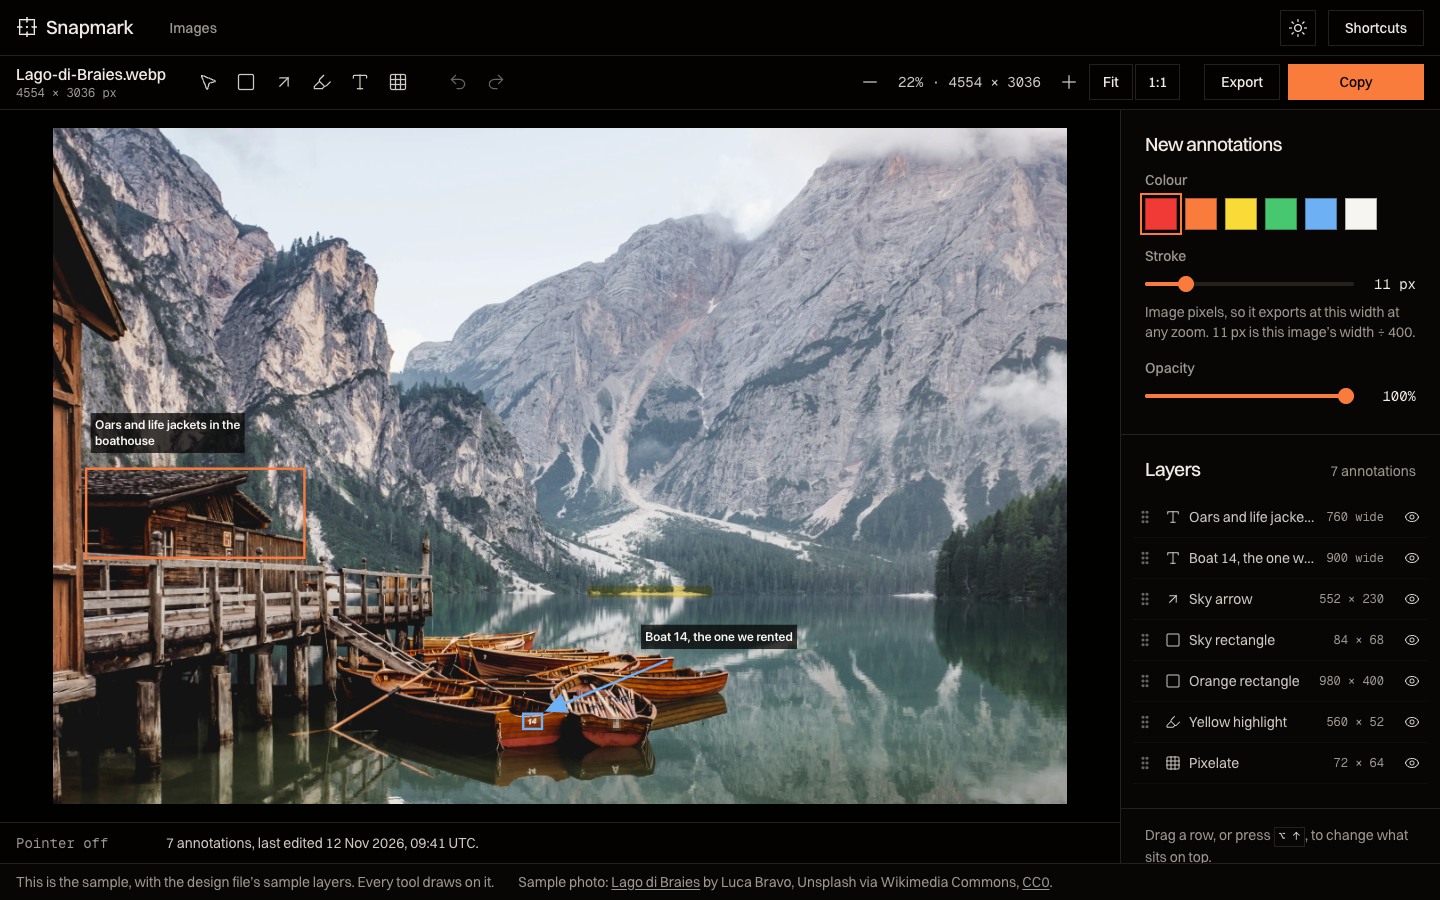 Snapmark
Images
Shortcuts
Lago-di-Braies.webp
4554 × 3036 px
22% · 4554 × 3036
Fit
1:1
Export
Copy
Oars and life jackets in the
boathouse
Boat 14, the one we rented
14
New annotations
Colour
Stroke
11 px
Image pixels, so it exports at this width at
any zoom. 11 px is this image’s width ÷ 400.
Opacity
100%
Layers
7 annotations
Oars and life jacke... 760 wide
Boat 14, the one w... 900 wide
Sky arrow 552 × 230
Sky rectangle 84 × 68
Orange rectangle 980 × 400
Yellow highlight 560 × 52
Pixelate 72 × 64
Drag a row, or press ⌥ ↑, to change what
sits on top.
Pointer off
7 annotations, last edited 12 Nov 2026, 09:41 UTC.
This is the sample, with the design file’s sample layers. Every tool draws on it.
Sample photo: Lago di Braies by Luca Bravo, Unsplash via Wikimedia Commons, CC0.